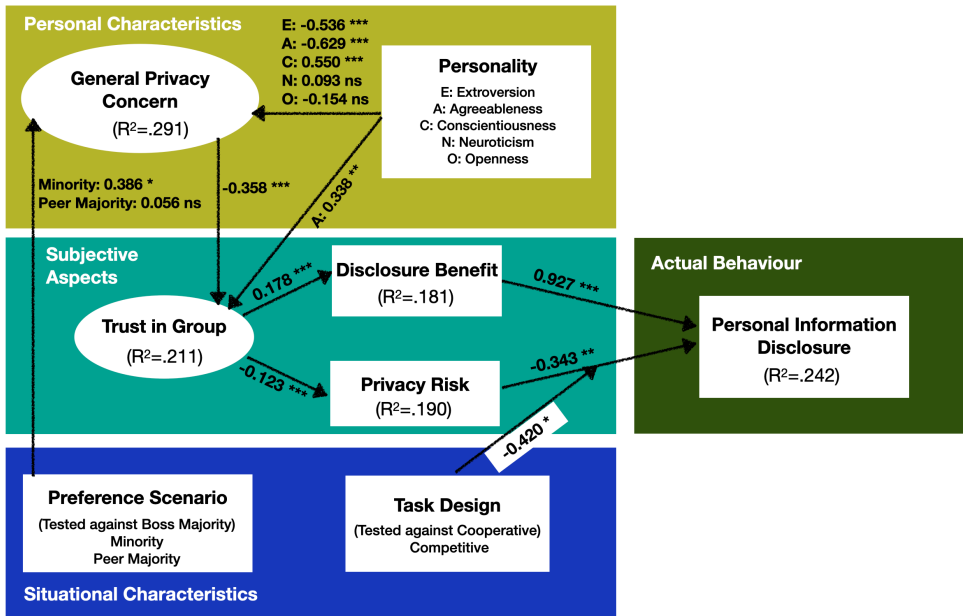 Personal Characteristics
General Privacy
Concern
(R²=.291)
E: -0.536 ***
A: -0.629 ***
C: 0.550 ***
N: 0.093 ns
O: -0.154 ns
Personality
E: Extroversion
A: Agreeableness
C: Conscientiousness
N: Neuroticism
O: Openness
Minority: 0.386 *
Peer Majority: 0.056 ns
-0.358 ***
A: 0.338 **
Subjective
Aspects
Trust in Group
(R²=.211)
0.178 ***
-0.123 ***
Disclosure Benefit
(R²=.181)
Privacy Risk
(R²=.190)
0.927 ***
-0.343 **
-0.420 *
Actual Behaviour
Personal Information
Disclosure
(R²=.242)
Preference Scenario
(Tested against Boss Majority)
Minority
Peer Majority
Task Design
(Tested against Cooperative)
Competitive
Situational Characteristics